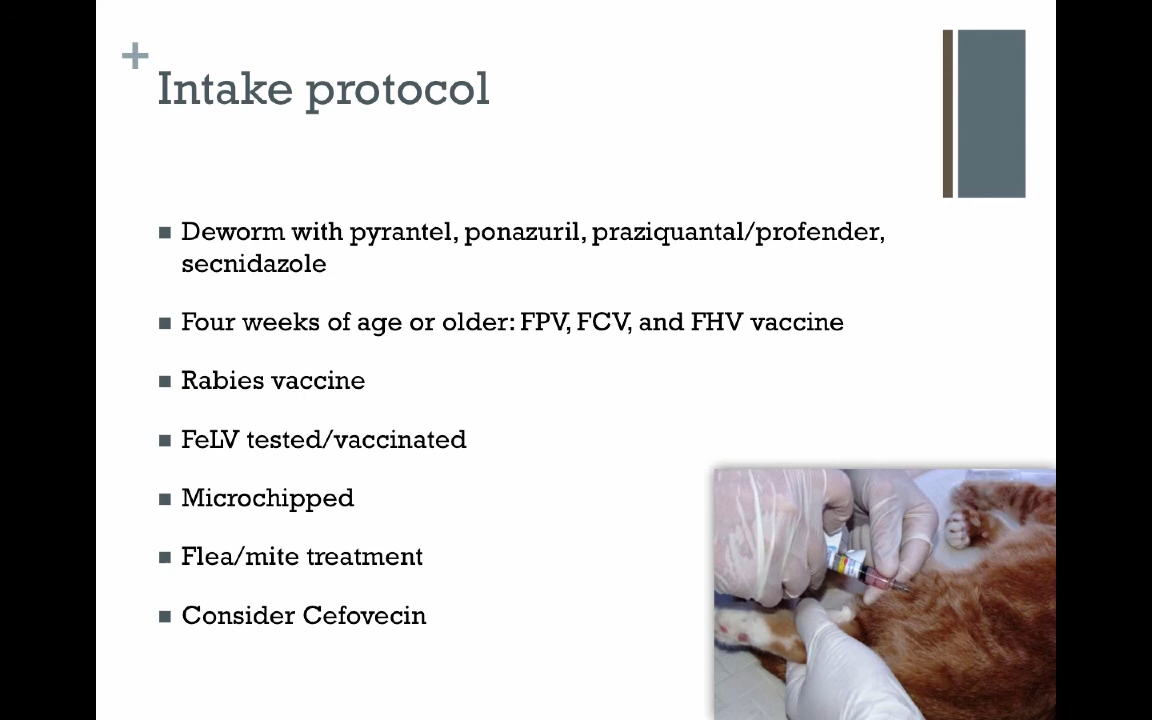 +
Intake protocol
Deworm with pyrantel, ponazuril, praziquantal/profender,
secnidazole
Four weeks of age or older: FPV, FCV, and FHV vaccine
Rabies vaccine
FeLV tested/vaccinated
Microchipped
Flea/mite treatment
Consider Cefovecin